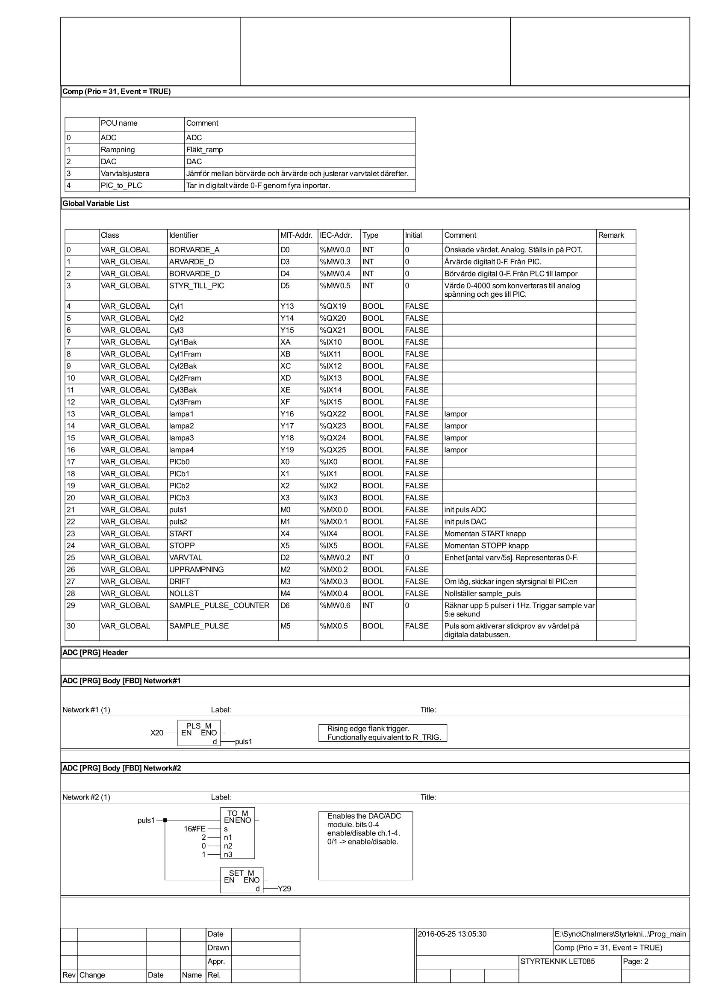 Comp (Prio = 31, Event = TRUE)
POU name Comment
0 ADC ADC
1 Rampning Fläkt_ramp
2 DAC DAC
3 Varvtalsjustera Jämför mellan börvärde och ärvärde och justerar varvtalet därefter.
4 PIC_to_PLC Tar in digitalt värde 0-F genom fyra inportar.
Global Variable List
Class Identifier MIT-Addr. IEC-Addr. Type Initial Comment Remark
0 VAR_GLOBAL BORVARDE_A D0 %MW0.0 INT 0 Önskade värdet. Analog. Ställs in på POT.
1 VAR_GLOBAL ARVARDE_D D3 %MW0.3 INT 0 Ärvärde digitalt 0-F. Från PIC.
2 VAR_GLOBAL BORVARDE_D D4 %MW0.4 INT 0 Börvärde digital 0-F. Från PLC till lampor
3 VAR_GLOBAL STYR_TILL_PIC D5 %MW0.5 INT 0 Värde 0-4000 som konverteras till analog
spänning och ges till PIC.
4 VAR_GLOBAL Cyl1 Y13 %QX19 BOOL FALSE
5 VAR_GLOBAL Cyl2 Y14 %QX20 BOOL FALSE
6 VAR_GLOBAL Cyl3 Y15 %QX21 BOOL FALSE
7 VAR_GLOBAL Cyl1Bak XA %IX10 BOOL FALSE
8 VAR_GLOBAL Cyl1Fram XB %IX11 BOOL FALSE
9 VAR_GLOBAL Cyl2Bak XC %IX12 BOOL FALSE
10 VAR_GLOBAL Cyl2Fram XD %IX13 BOOL FALSE
11 VAR_GLOBAL Cyl3Bak XE %IX14 BOOL FALSE
12 VAR_GLOBAL Cyl3Fram XF %IX15 BOOL FALSE
13 VAR_GLOBAL lampa1 Y16 %QX22 BOOL FALSE lampor
14 VAR_GLOBAL lampa2 Y17 %QX23 BOOL FALSE lampor
15 VAR_GLOBAL lampa3 Y18 %QX24 BOOL FALSE lampor
16 VAR_GLOBAL lampa4 Y19 %QX25 BOOL FALSE lampor
17 VAR_GLOBAL PICb0 X0 %IX0 BOOL FALSE
18 VAR_GLOBAL PICb1 X1 %IX1 BOOL FALSE
19 VAR_GLOBAL PICb2 X2 %IX2 BOOL FALSE
20 VAR_GLOBAL PICb3 X3 %IX3 BOOL FALSE
21 VAR_GLOBAL puls1 M0 %MX0.0 BOOL FALSE init puls ADC
22 VAR_GLOBAL puls2 M1 %MX0.1 BOOL FALSE init puls DAC
23 VAR_GLOBAL START X4 %IX4 BOOL FALSE Momentan START knapp
24 VAR_GLOBAL STOPP X5 %IX5 BOOL FALSE Momentan STOPP knapp
25 VAR_GLOBAL VARVTAL D2 %MW0.2 INT 0 Enhet [antal varv/5s]. Representeras 0-F.
26 VAR_GLOBAL UPPRAMPNING M2 %MX0.2 BOOL FALSE
27 VAR_GLOBAL DRIFT M3 %MX0.3 BOOL FALSE Om låg, skickar ingen styrsignal til PIC:en
28 VAR_GLOBAL NOLLST M4 %MX0.4 BOOL FALSE Nollställer sample_puls
29 VAR_GLOBAL SAMPLE_PULSE_COUNTER D6 %MW0.6 INT 0 Räknar upp 5 pulser i 1Hz. Triggar sample var
5:e sekund
30 VAR_GLOBAL SAMPLE_PULSE M5 %MX0.5 BOOL FALSE Puls som aktiverar stickprov av värdet på
digitala databussen.
ADC [PRG] Header
ADC [PRG] Body [FBD] Network#1
Network #1 (1) Label: Title:
PLS_M
X20 EN ENO
d puls1
Rising edge flank trigger.
Functionally equivalent to R_TRIG.
ADC [PRG] Body [FBD] Network#2
Network #2 (1) Label: Title:
TO_M
puls1 EN ENO
16#FE s
2 n1
0 n2
1 n3
SET_M
EN ENO
d Y29
Enables the DAC/ADC
module. bits 0-4
enable/disable ch.1-4.
0/1 -> enable/disable.
Date 2016-05-25 13:05:30 E:\Sync\Chalmers\Styrtekni...\Prog_main
Drawn Comp (Prio = 31, Event = TRUE)
Appr. STYRTEKNIK LET085 Page: 2
Rev Change Date Name Rel.